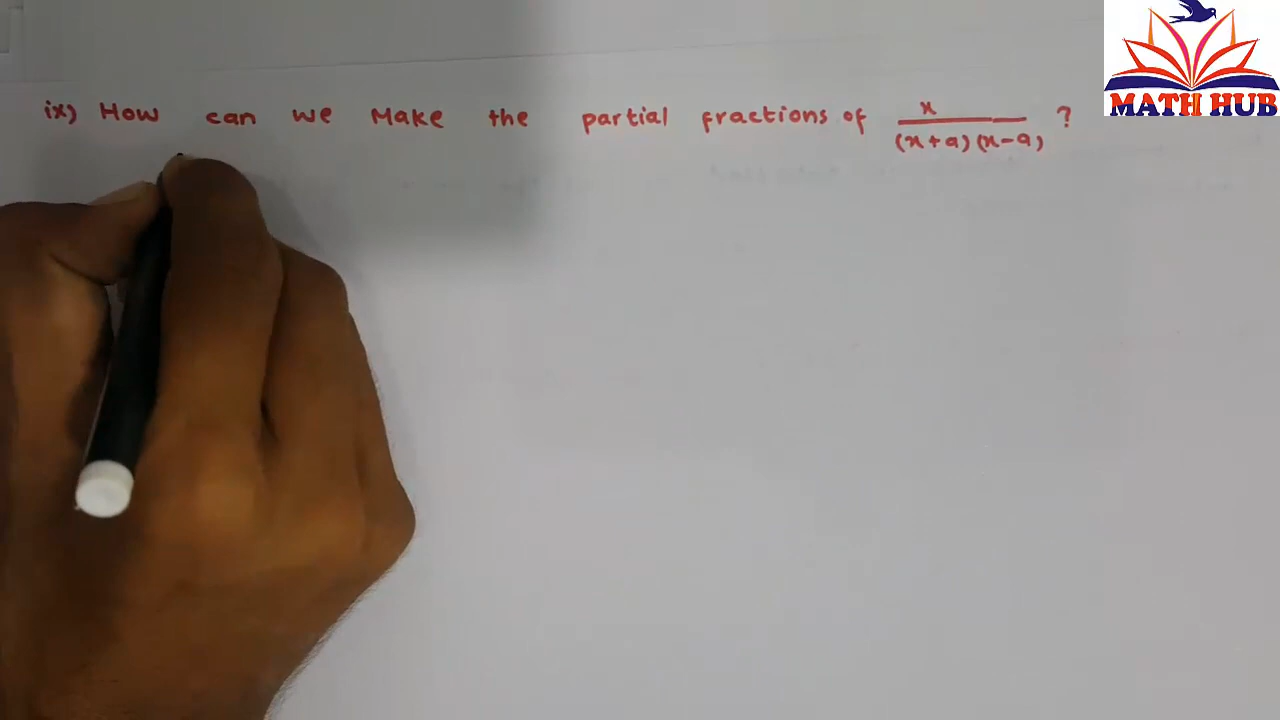 MATH HUB
ix) How can we Make the partial fractions of x/((x+a)(x-a)) ?